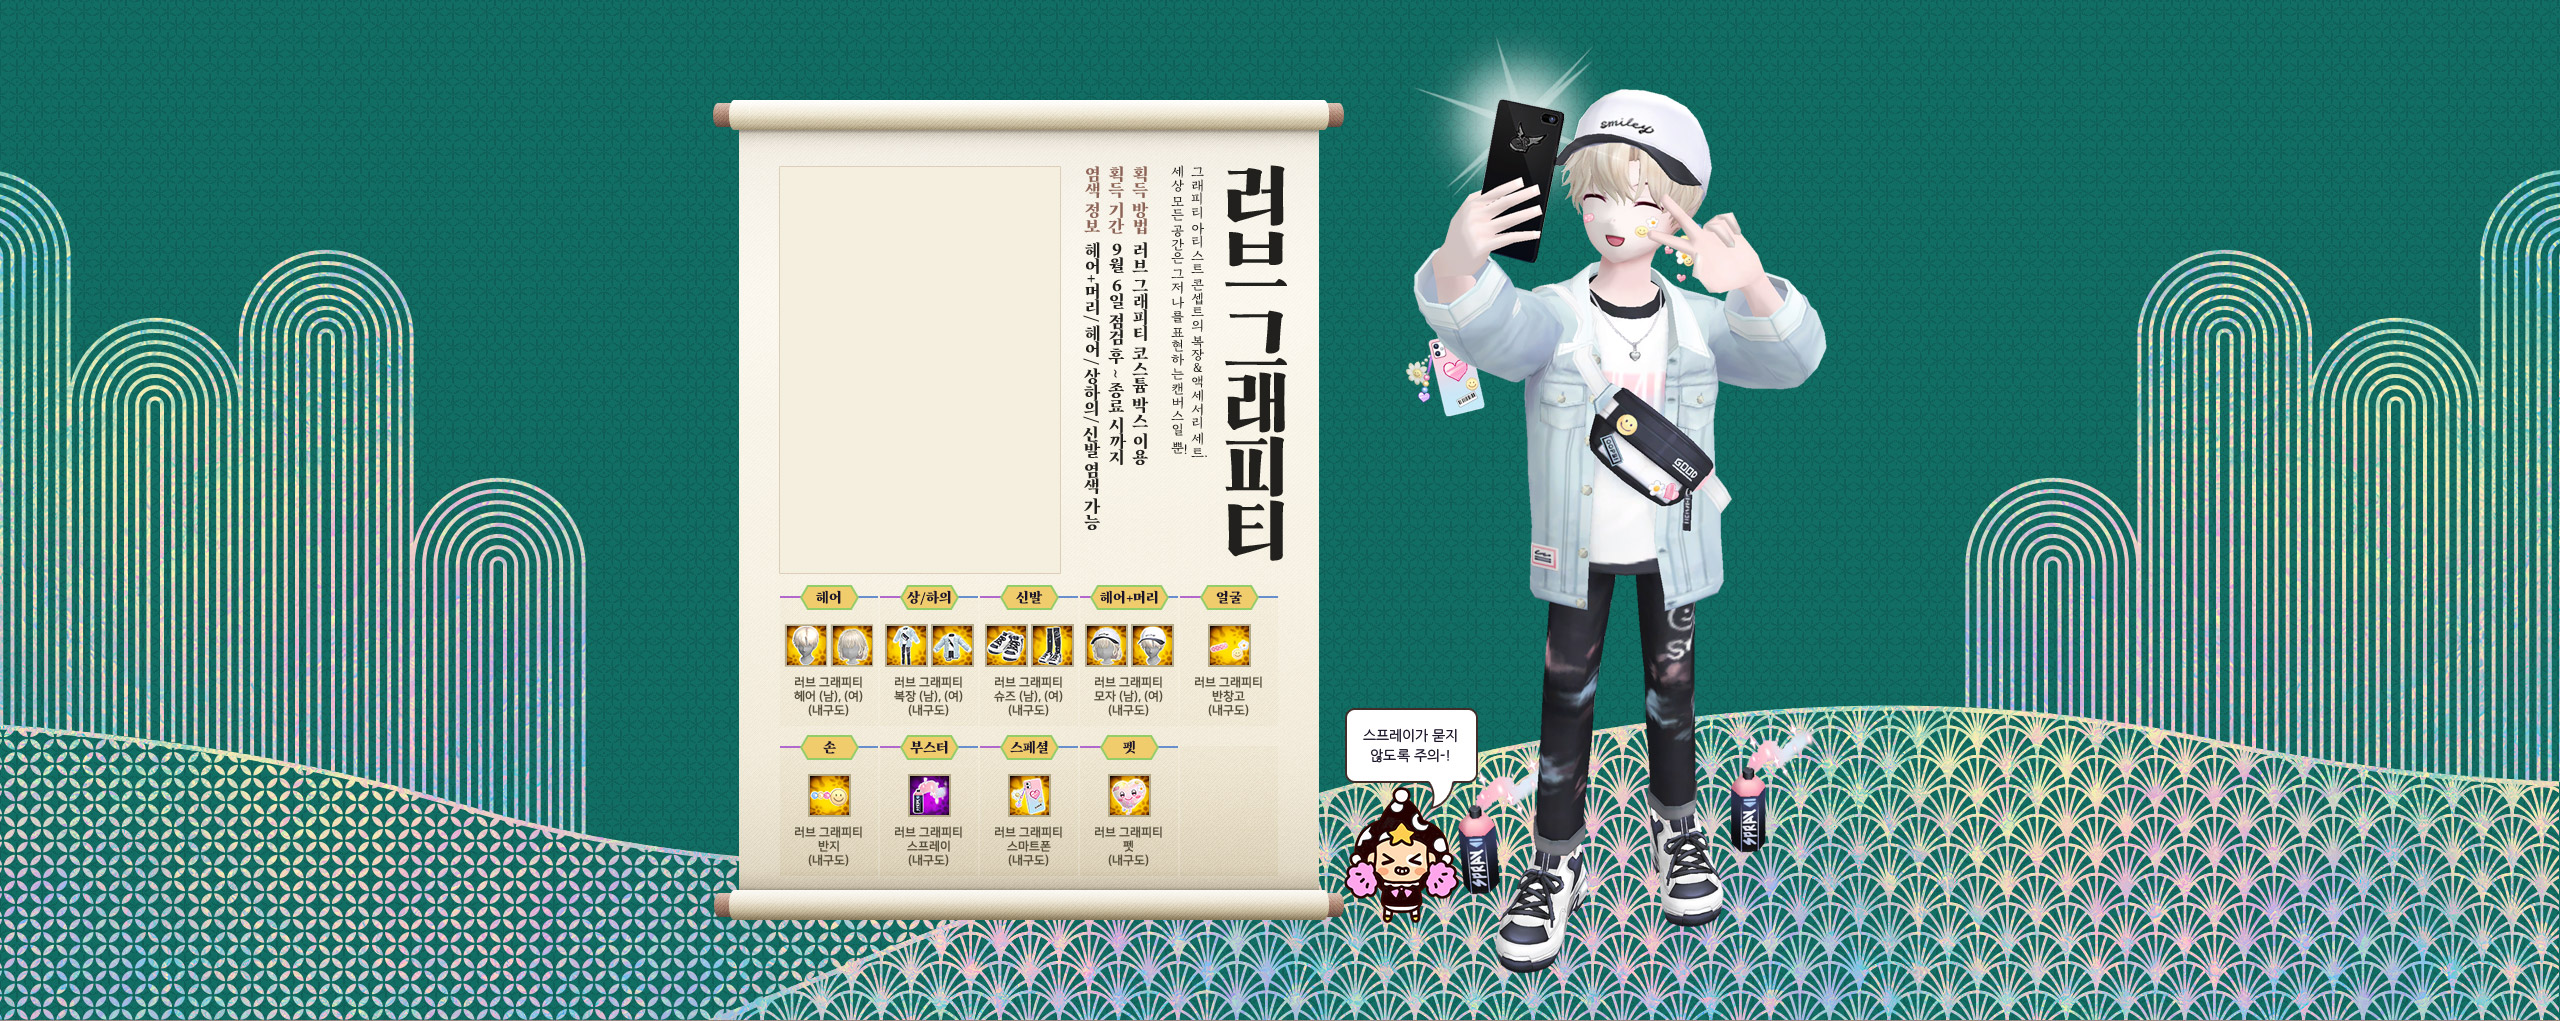 러브 그래피티
그래피티 아티스트 콘셉트의 복장&액세서리 세트.
세상 모든 공간은 그저 나를 표현하는 캔버스일 뿐!
획득 방법 러브 그래피티 코스튬 박스 이용
획득 기간 9월 6일 점검 후 ~ 종료 시까지
염색 정보 헤어+머리/헤어/상하의/신발 염색 가능
헤어
상/하의
신발
헤어+머리
얼굴
러브 그래피티
헤어 (남), (여)
(내구도)
러브 그래피티
복장 (남), (여)
(내구도)
러브 그래피티
슈즈 (남), (여)
(내구도)
러브 그래피티
모자 (남), (여)
(내구도)
러브 그래피티
반창고
(내구도)
손
부스터
스페셜
펫
러브 그래피티
반지
(내구도)
러브 그래피티
스프레이
(내구도)
러브 그래피티
스마트폰
(내구도)
러브 그래피티
펫
(내구도)
smiley
GOOD
스프레이가 묻지
않도록 주의~!
SPRAY
SPRAY